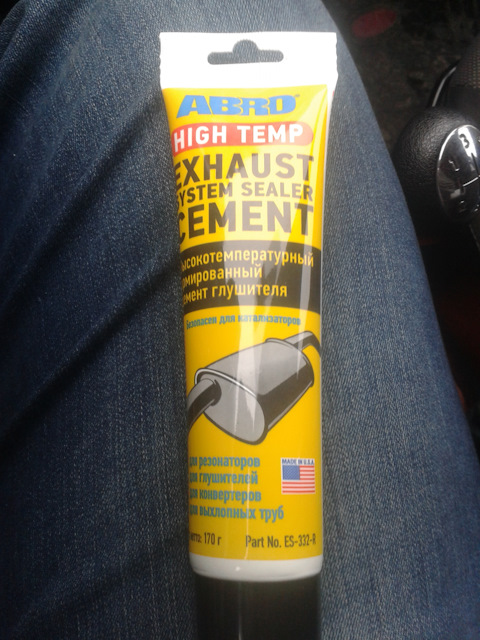 ABRO
HIGH TEMP
EXHAUST
SYSTEM SEALER
CEMENT
высокотемпературный
армированный
цемент глушителя
безопасен для катализаторов
для резонаторов
для глушителей
для конвертеров
для выхлопных труб
MADE IN U.S.A.
нетто: 170 г Part No. ES-332-R